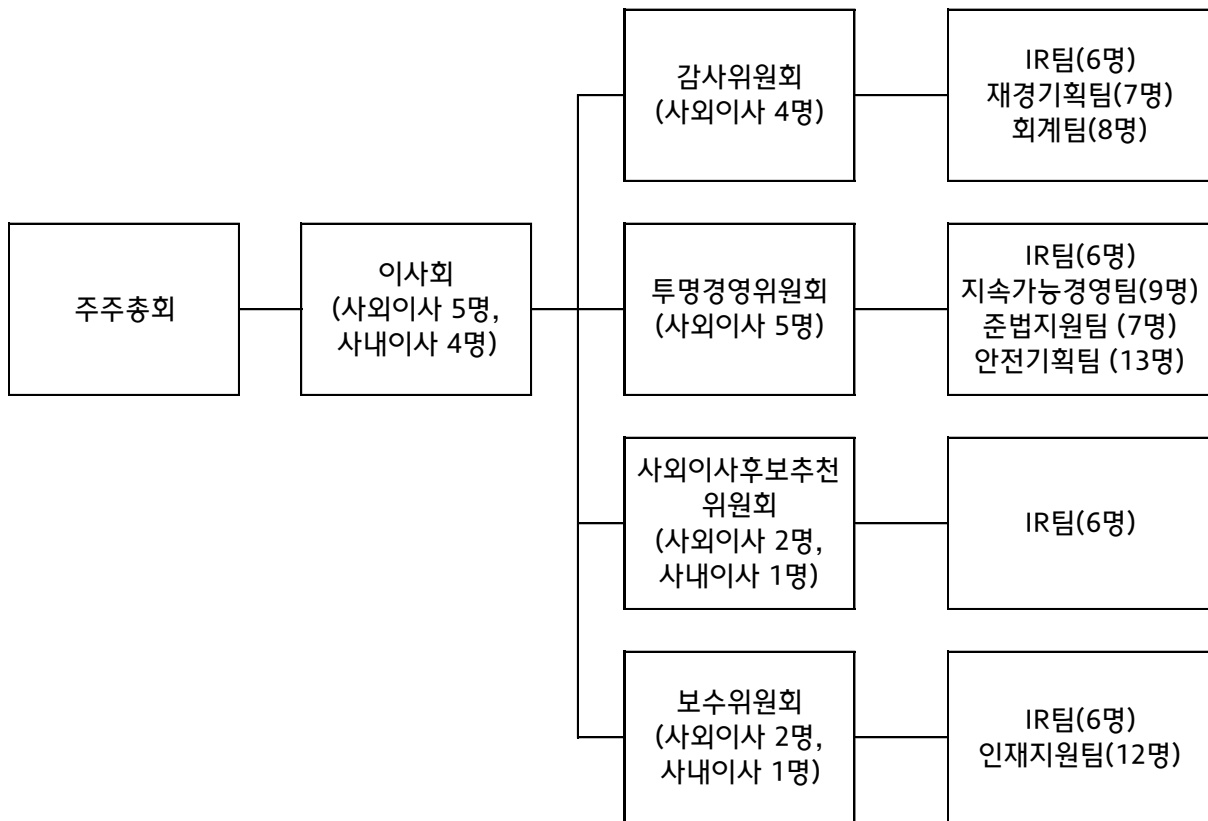 주주총회
이사회
(사외이사 5명,
사내이사 4명)
감사위원회
(사외이사 4명)
IR팀(6명)
재경기획팀(7명)
회계팀(8명)
투명경영위원회
(사외이사 5명)
IR팀(6명)
지속가능경영팀(9명)
준법지원팀 (7명)
안전기획팀 (13명)
사외이사후보추천
위원회
(사외이사 2명,
사내이사 1명)
IR팀(6명)
보수위원회
(사외이사 2명,
사내이사 1명)
IR팀(6명)
인재지원팀(12명)